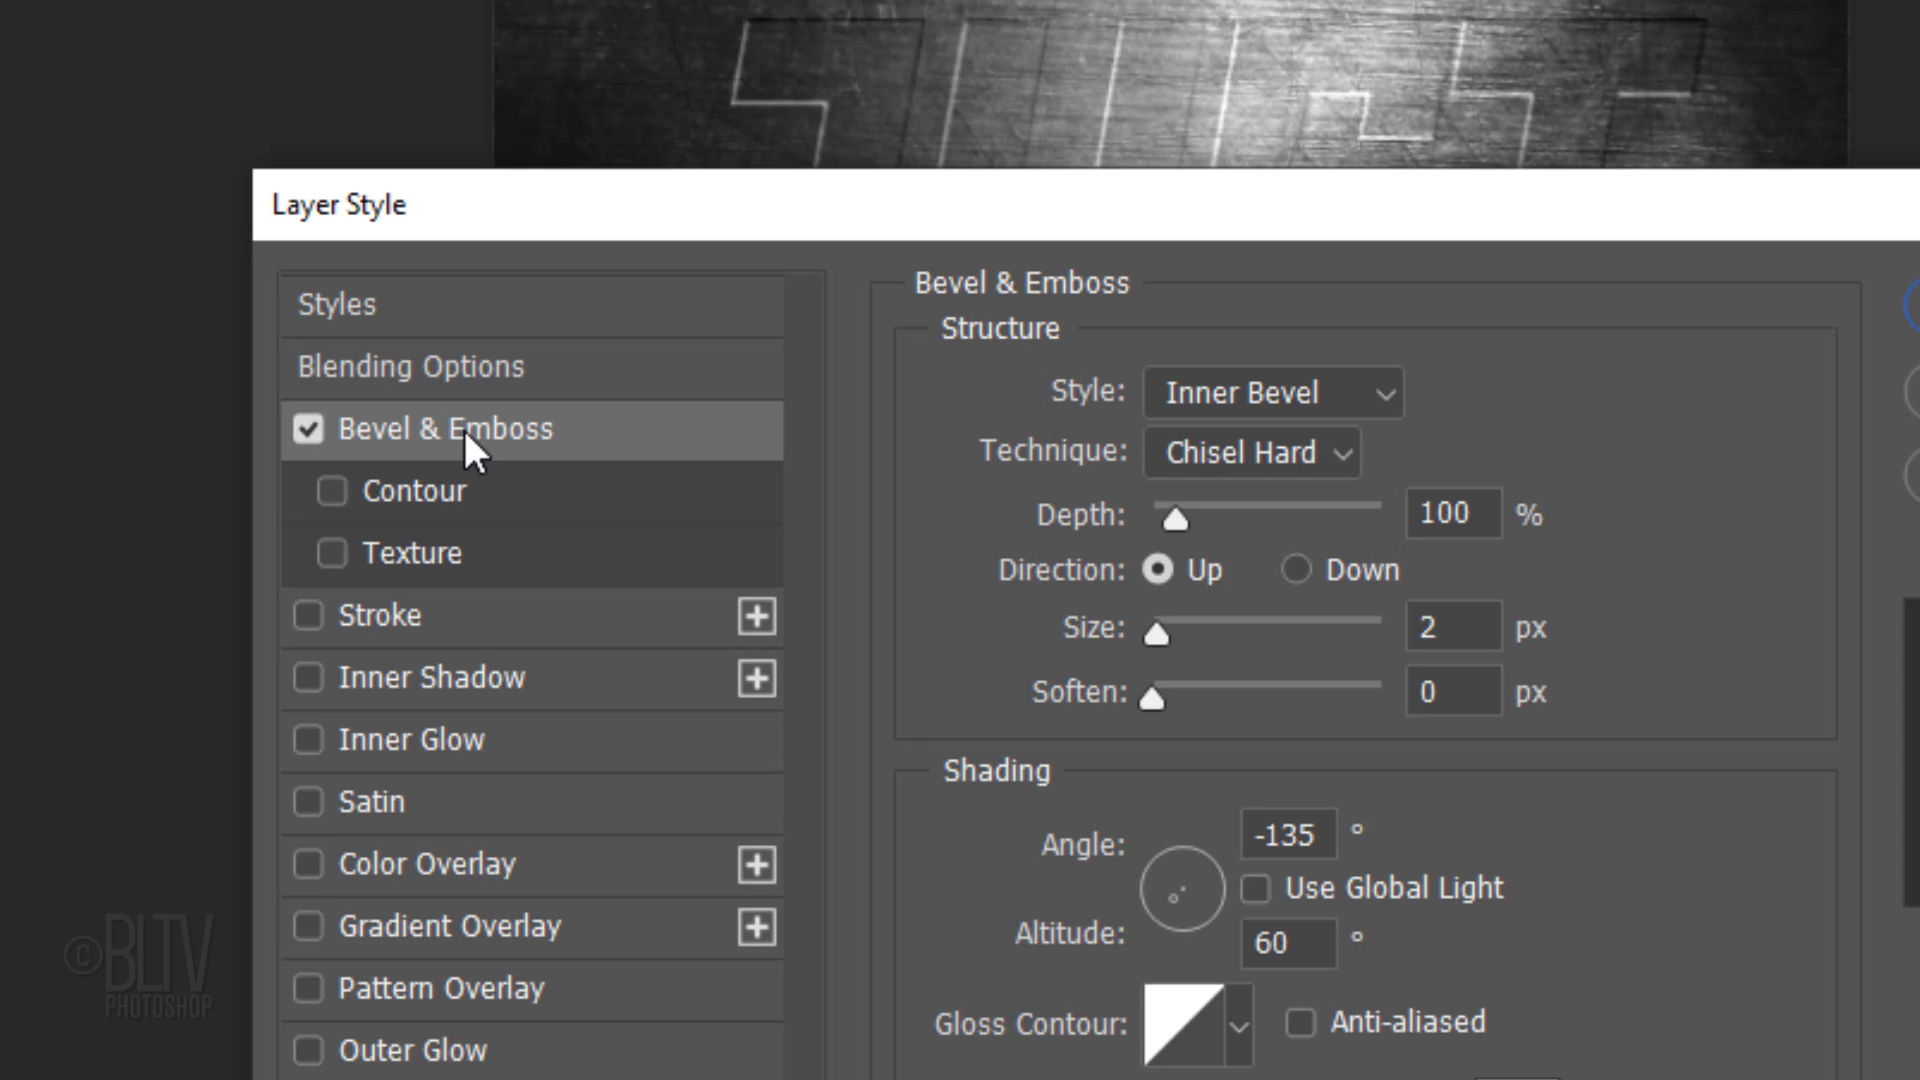 Layer Style
Styles
Blending Options
Bevel & Emboss
Contour
Texture
Stroke
Inner Shadow
Inner Glow
Satin
Color Overlay
Gradient Overlay
Pattern Overlay
Outer Glow
Bevel & Emboss
Structure
Style: Inner Bevel
Technique: Chisel Hard
Depth: 100 %
Direction: Up Down
Size: 2 px
Soften: 0 px
Shading
Angle: -135 °
Use Global Light
Altitude: 60 °
Gloss Contour: Anti-aliased
©BLTV
PHOTOSHOP